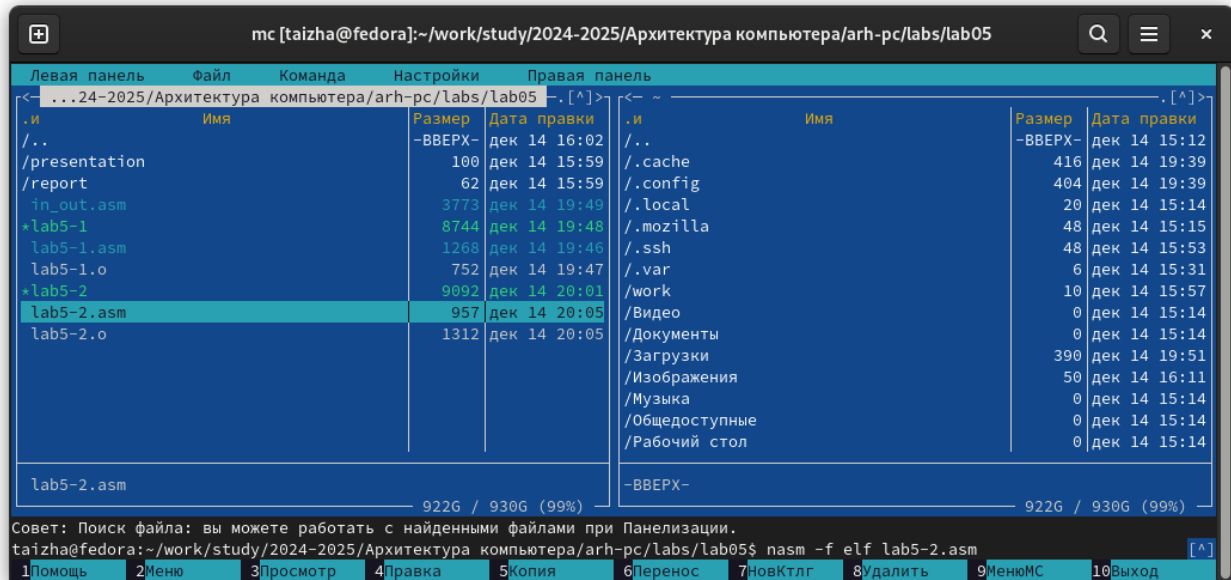 mc [taizha@fedora]:~/work/study/2024-2025/Архитектура компьютера/arh-pc/labs/lab05
Левая панель Файл Команда Настройки Правая панель
<— ...24-2025/Архитектура компьютера/arh-pc/labs/lab05 —.[^]> <— ~ —.[^]>
.и Имя Размер Дата правки .и Имя Размер Дата правки
/.. -ВВЕРХ- дек 14 16:02 /.. -ВВЕРХ- дек 14 15:12
/presentation 100 дек 14 15:59 /.cache 416 дек 14 19:39
/report 62 дек 14 15:59 /.config 404 дек 14 19:39
in_out.asm 3773 дек 14 19:49 /.local 20 дек 14 15:14
*lab5-1 8744 дек 14 19:48 /.mozilla 48 дек 14 15:15
lab5-1.asm 1268 дек 14 19:46 /.ssh 48 дек 14 15:53
lab5-1.o 752 дек 14 19:47 /.var 6 дек 14 15:31
*lab5-2 9092 дек 14 20:01 /work 10 дек 14 15:57
lab5-2.asm 957 дек 14 20:05 /Видео 0 дек 14 15:14
lab5-2.o 1312 дек 14 20:05 /Документы 0 дек 14 15:14
/Загрузки 390 дек 14 19:51
/Изображения 50 дек 14 16:11
/Музыка 0 дек 14 15:14
/Общедоступные 0 дек 14 15:14
/Рабочий стол 0 дек 14 15:14
lab5-2.asm -ВВЕРХ-
922G / 930G (99%) 922G / 930G (99%)
Совет: Поиск файла: вы можете работать с найденными файлами при Панелизации.
taizha@fedora:~/work/study/2024-2025/Архитектура компьютера/arh-pc/labs/lab05$ nasm -f elf lab5-2.asm [^]
1Помощь 2Меню 3Просмотр 4Правка 5Копия 6Перенос 7НовКтлг 8Удалить 9МенюМС 10Выход